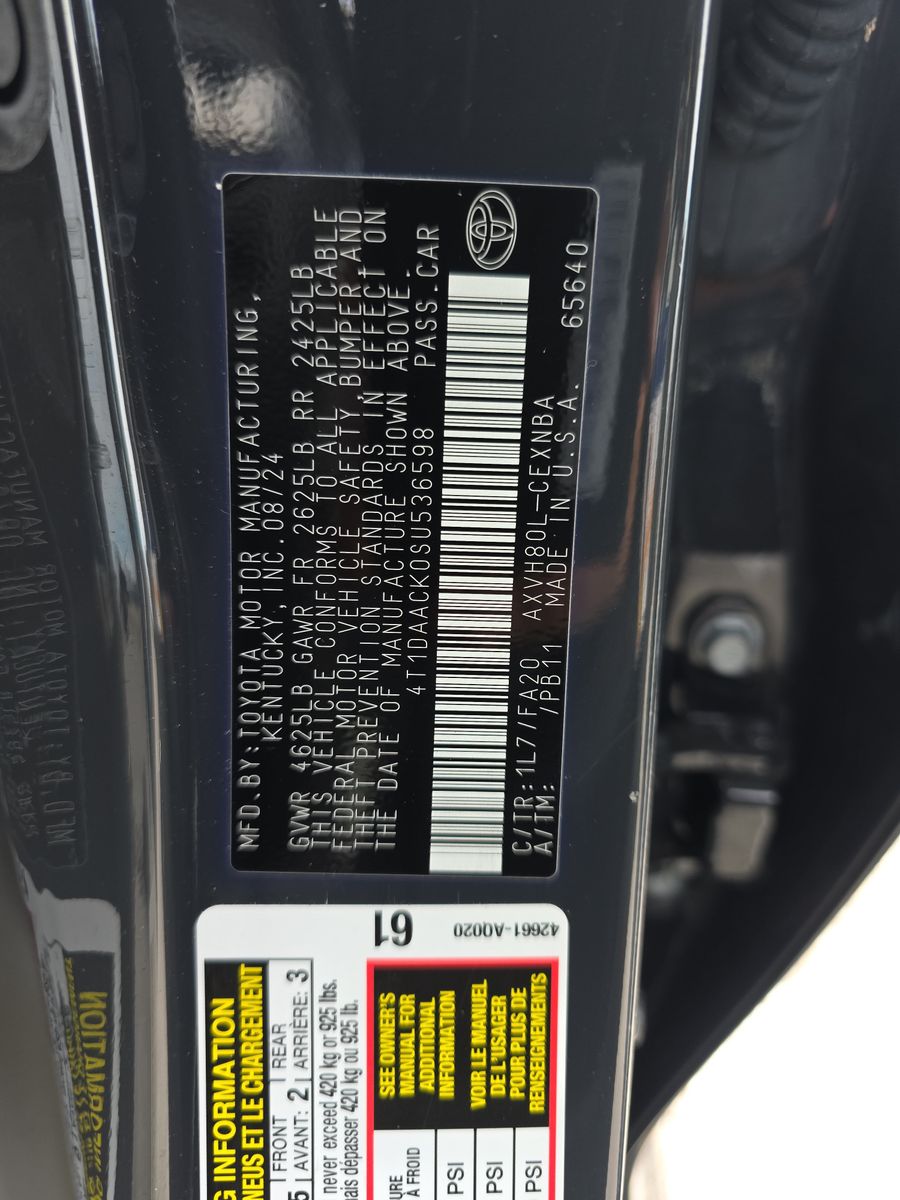 MFD.BY:TOYOTA MOTOR MANUFACTURING,
KENTUCKY,INC.08/24
GVWR 4625LB GAWR FR 2625LB RR 2425LB
THIS VEHICLE CONFORMS TO ALL APPLICABLE
FEDERAL MOTOR VEHICLE SAFETY, BUMPER, AND
THEFT PREVENTION STANDARDS IN EFFECT ON
THE DATE OF MANUFACTURE SHOWN ABOVE.
4T1DAACK0SU536598 PASS.CAR
C/TR:1L7/FA20 AXVH80L-CEXNBA
A/TM: /PB11 MADE IN U.S.A. 65640
G INFORMATION
NEUS ET LE CHARGEMENT
5 FRONT AVANT: 2 REAR ARRIÈRE: 3
never exceed 420 kg or 925 lbs.
mais dépasser 420 kg ou 925 lb.
61
42661-AQ020
SEE OWNER'S
MANUAL FOR
ADDITIONAL
INFORMATION
VOIR LE MANUEL
DE L'USAGER
POUR PLUS DE
RENSEIGNEMENTS
URE
À FROID
PSI
PSI
PSI